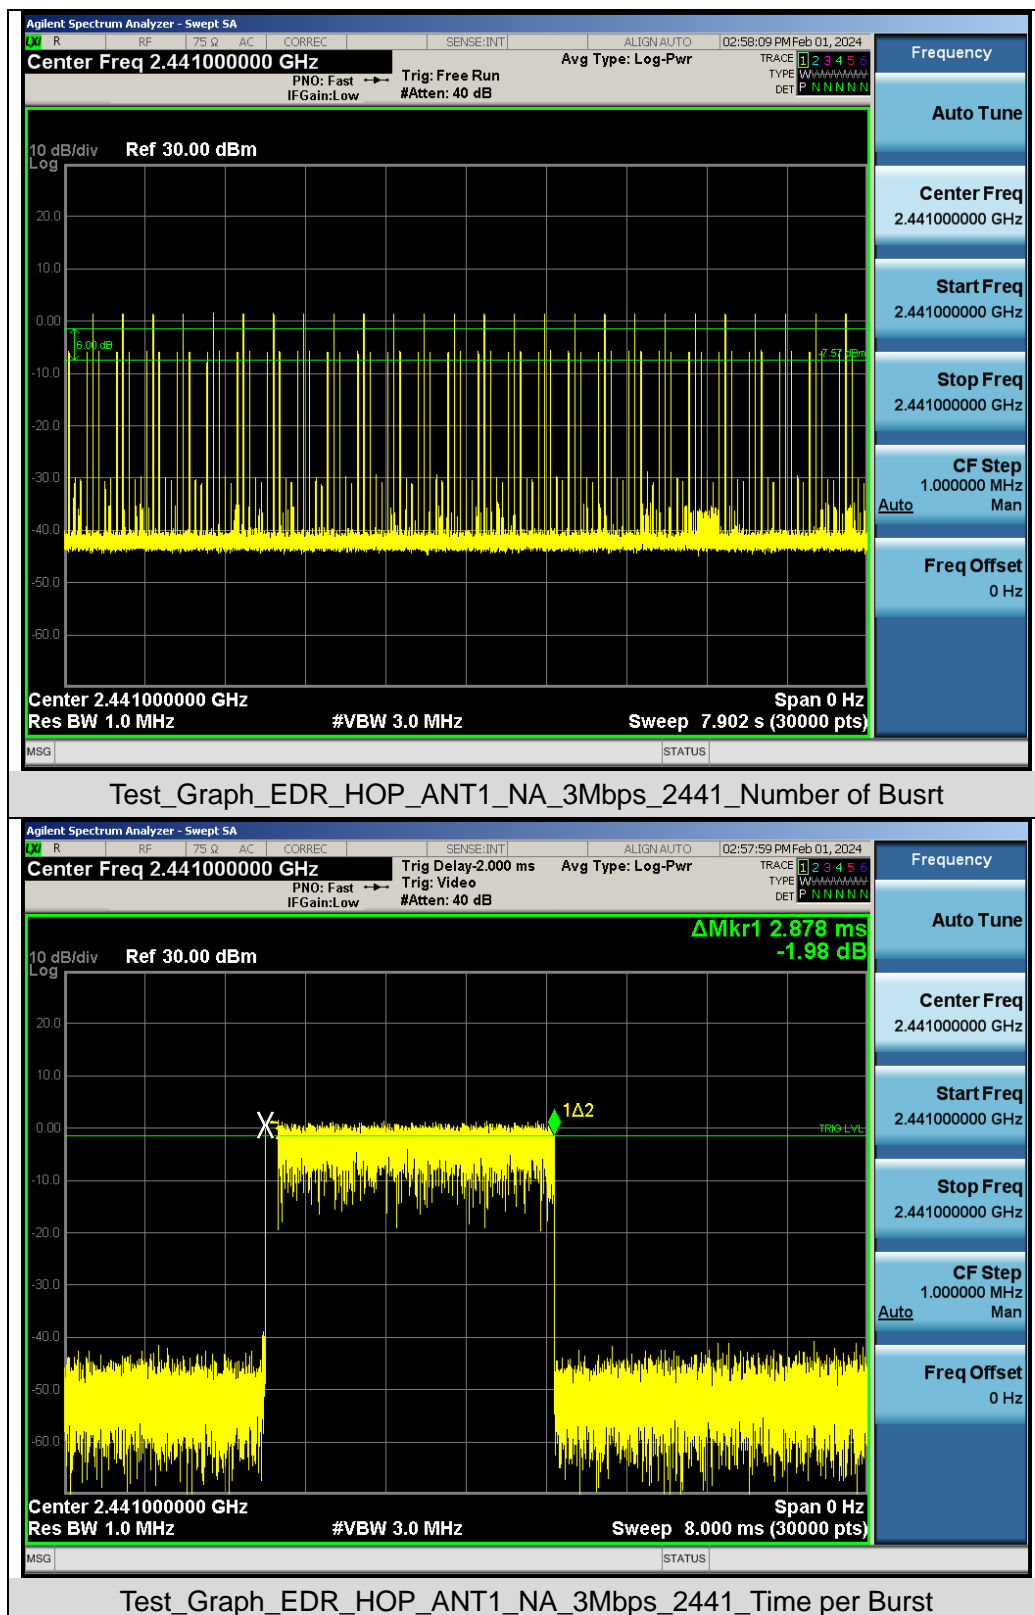 Agilent Spectrum Analyzer - Swept SA
LXI R RF 75 Ω AC CORREC SENSE:INT ALIGN AUTO 02:58:09 PM Feb 01, 2024
Center Freq 2.441000000 GHz Avg Type: Log-Pwr TRACE 1 2 3 4 5 6
PNO: Fast Trig: Free Run TYPE W
IFGain:Low #Atten: 40 dB DET P N N N N N
Frequency
Auto Tune
10 dB/div Ref 30.00 dBm
Log
20.0
10.0
0.00
6.00 dB
-7.57 dBm
-10.0
-20.0
-30.0
-40.0
-50.0
-60.0
Center Freq
2.441000000 GHz
Start Freq
2.441000000 GHz
Stop Freq
2.441000000 GHz
CF Step
1.000000 MHz
Auto Man
Freq Offset
0 Hz
Center 2.441000000 GHz Span 0 Hz
Res BW 1.0 MHz #VBW 3.0 MHz Sweep 7.902 s (30000 pts)
MSG STATUS
Test_Graph_EDR_HOP_ANT1_NA_3Mbps_2441_Number of Busrt
Agilent Spectrum Analyzer - Swept SA
LXI R RF 75 Ω AC CORREC SENSE:INT ALIGN AUTO 02:57:59 PM Feb 01, 2024
Center Freq 2.441000000 GHz Trig Delay-2.000 ms Avg Type: Log-Pwr TRACE 1 2 3 4 5 6
PNO: Fast Trig: Video TYPE W
IFGain:Low #Atten: 40 dB DET P N N N N N
Frequency
Auto Tune
ΔMkr1 2.878 ms
-1.98 dB
10 dB/div Ref 30.00 dBm
Log
20.0
10.0
0.00
1Δ2
TRIG LVL
-10.0
-20.0
-30.0
-40.0
-50.0
-60.0
Center Freq
2.441000000 GHz
Start Freq
2.441000000 GHz
Stop Freq
2.441000000 GHz
CF Step
1.000000 MHz
Auto Man
Freq Offset
0 Hz
Center 2.441000000 GHz Span 0 Hz
Res BW 1.0 MHz #VBW 3.0 MHz Sweep 8.000 ms (30000 pts)
MSG STATUS
Test_Graph_EDR_HOP_ANT1_NA_3Mbps_2441_Time per Burst